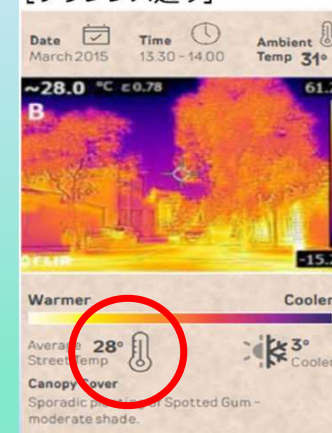 Date
March 2015
Time
13.30 – 14.00
Ambient
Temp 31°
~28.0 °C ε0.78
61.
B
FLIR
-15.
Warmer
Cooler
Average 28°
Street Temp
3°
Cooler
Canopy Cover
Sporadic planting of Spotted Gum –
moderate shade.